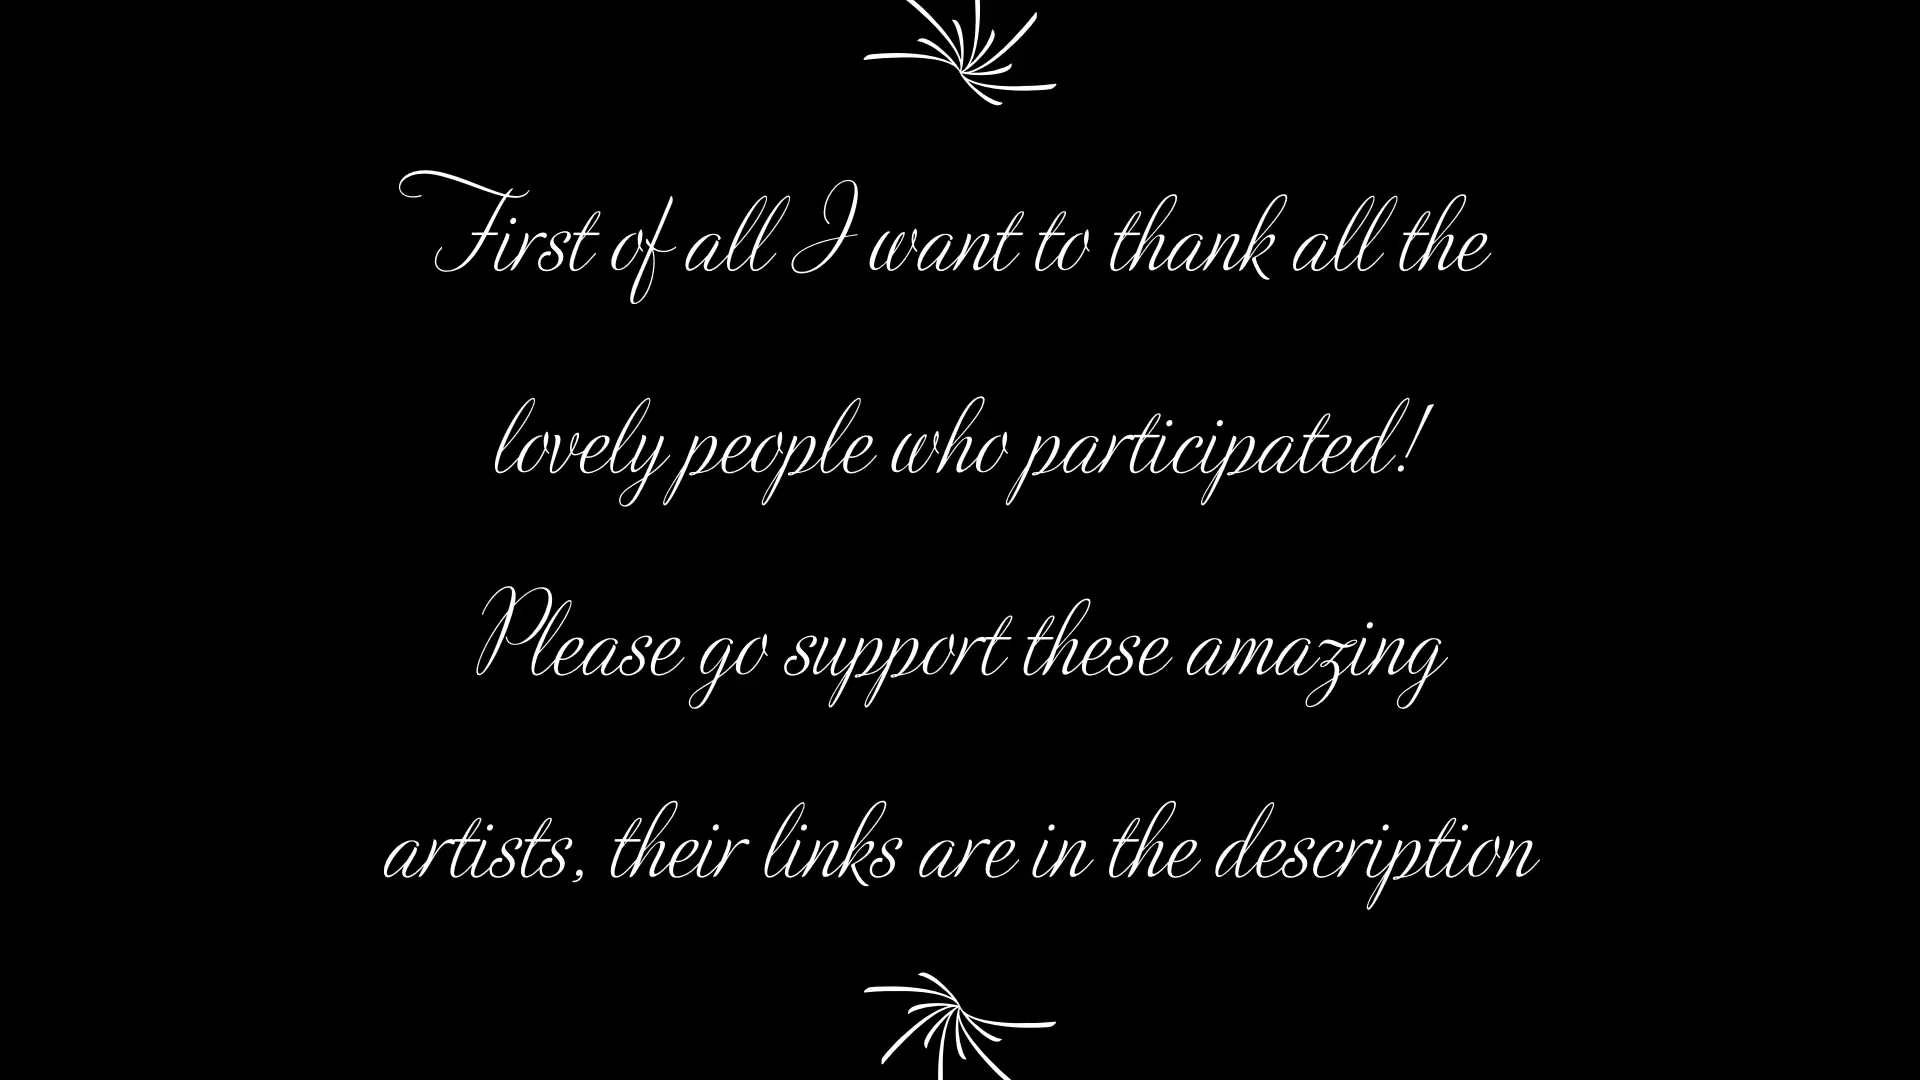 First of all I want to thank all the
lovely people who participated!
Please go support these amazing
artists, their links are in the description